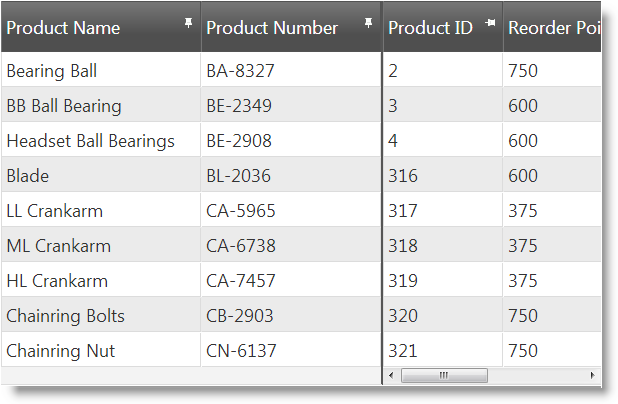 Product Name Product Number Product ID Reorder Poi
Bearing Ball BA-8327 2 750
BB Ball Bearing BE-2349 3 600
Headset Ball Bearings BE-2908 4 600
Blade BL-2036 316 600
LL Crankarm CA-5965 317 375
ML Crankarm CA-6738 318 375
HL Crankarm CA-7457 319 375
Chainring Bolts CB-2903 320 750
Chainring Nut CN-6137 321 750